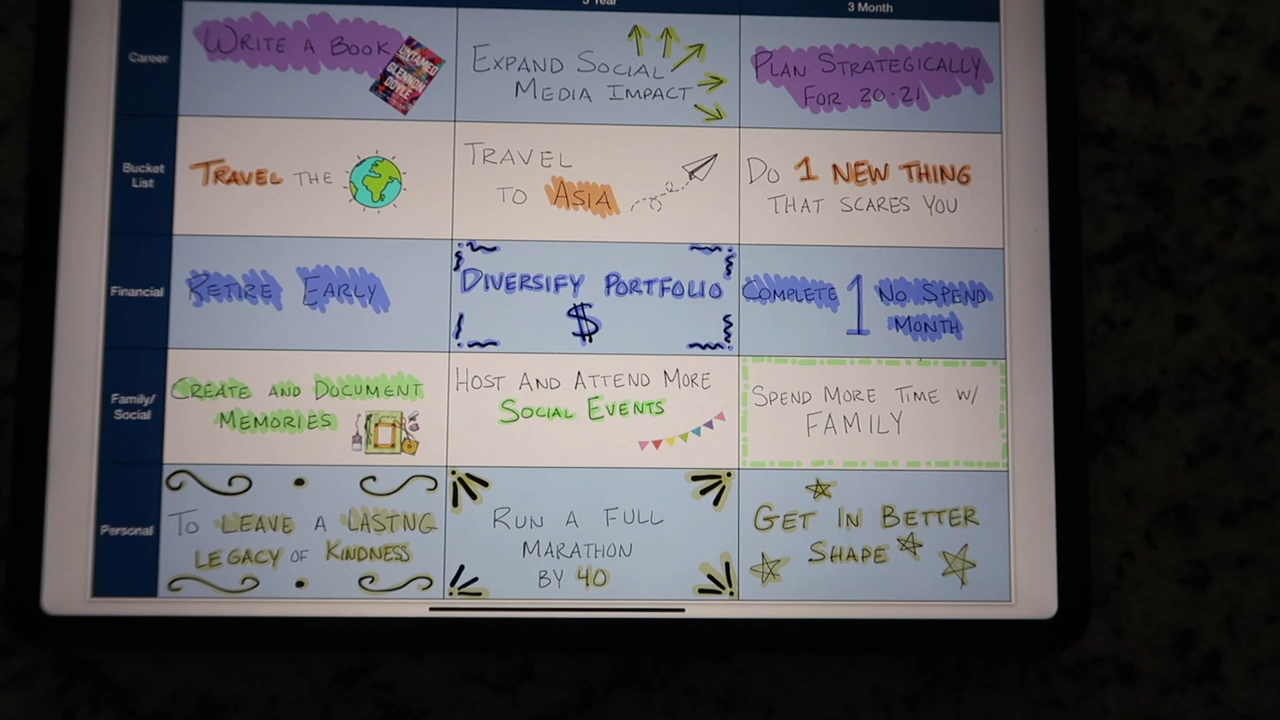 3 Month
Career
WRITE A BOOK
UNTAMED
GLENNON
DOYLE
EXPAND SOCIAL
MEDIA IMPACT
PLAN STRATEGICALLY
FOR 20-21
Bucket
List
TRAVEL THE
TRAVEL
TO ASIA
DO 1 NEW THING
THAT SCARES YOU
Financial
RETIRE EARLY
DIVERSIFY PORTFOLIO
$
COMPLETE 1 NO SPEND
MONTH
Family/
Social
CREATE AND DOCUMENT
MEMORIES
HOST AND ATTEND MORE
SOCIAL EVENTS
SPEND MORE TIME W/
FAMILY
Personal
TO LEAVE A LASTNG
LEGACY OF KINDNESS
RUN A FULL
MARATHON
BY 40
GET IN BETTER
SHAPE